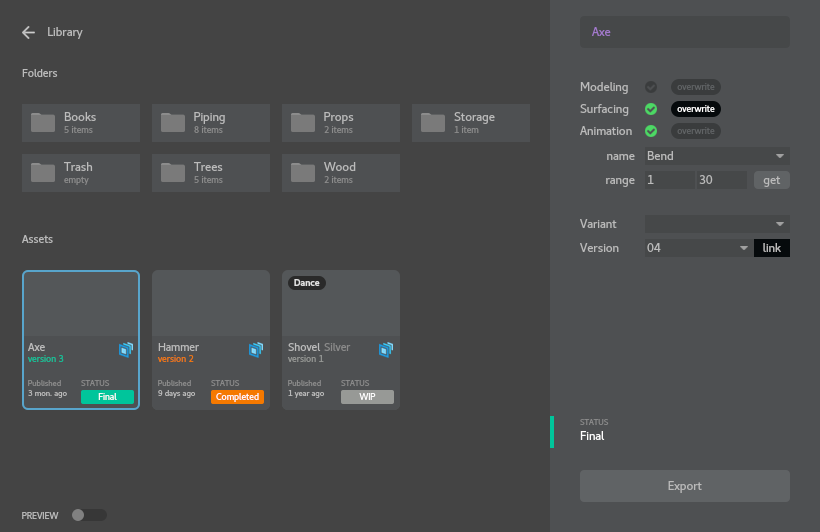 Library
Folders
Books
5 items
Piping
8 items
Props
2 items
Storage
1 item
Trash
empty
Trees
5 items
Wood
2 items
Assets
Axe
version 3
Published
3 mon. ago
STATUS
Final
Hammer
version 2
Published
9 days ago
STATUS
Completed
Dance
Shovel Silver
version 1
Published
1 year ago
STATUS
WIP
PREVIEW
Axe
Modeling overwrite
Surfacing overwrite
Animation overwrite
name Bend
range 1 30 get
Variant
Version 04 link
STATUS
Final
Export